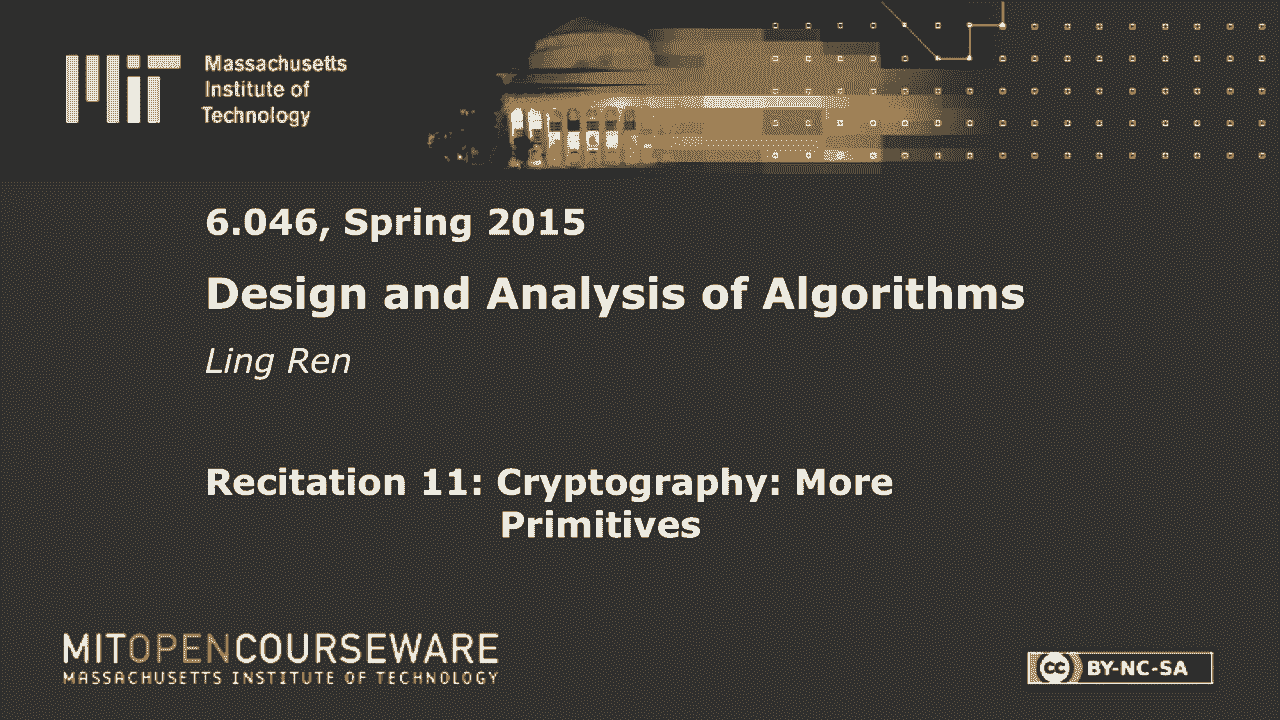 MIT
Massachusetts
Institute of
Technology
6.046, Spring 2015
Design and Analysis of Algorithms
Ling Ren
Recitation 11: Cryptography: More
Primitives
MITOPENCOURSEWARE
MASSACHUSETTS INSTITUTE OF TECHNOLOGY
cc BY-NC-SA